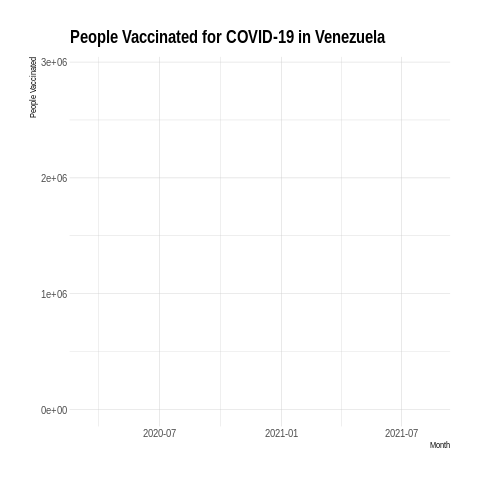 People Vaccinated for COVID-19 in Venezuela
People Vaccinated
3e+06
2e+06
1e+06
0e+00
2020-07 2021-01 2021-07
Month